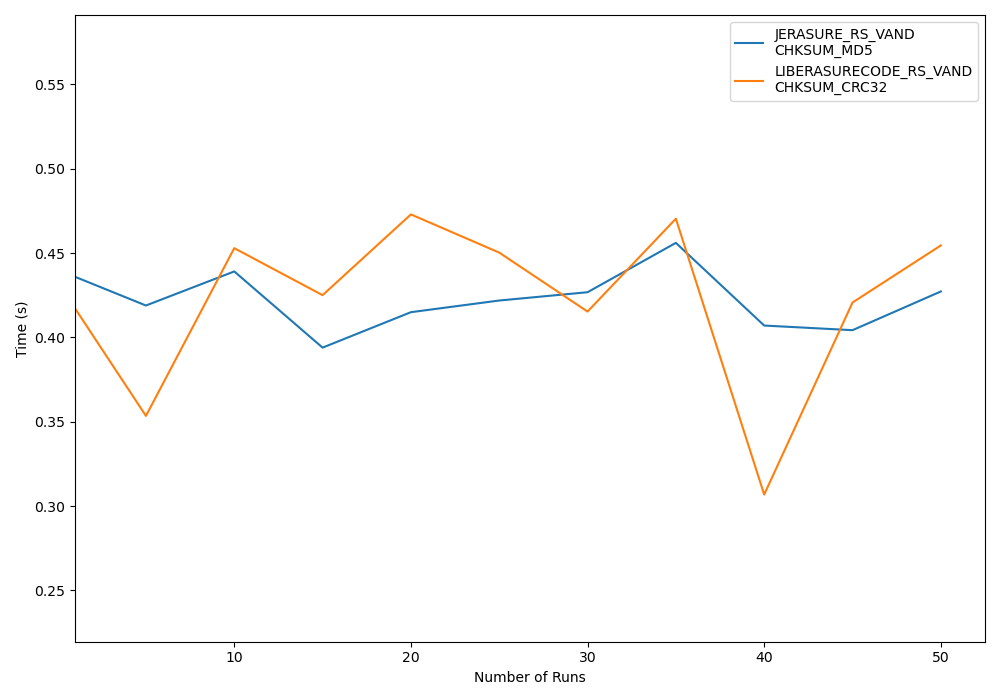 JERASURE_RS_VAND
CHKSUM_MD5
LIBERASURECODE_RS_VAND
CHKSUM_CRC32
0.55
0.50
0.45
0.40
0.35
0.30
0.25
Time (s)
10 20 30 40 50
Number of Runs